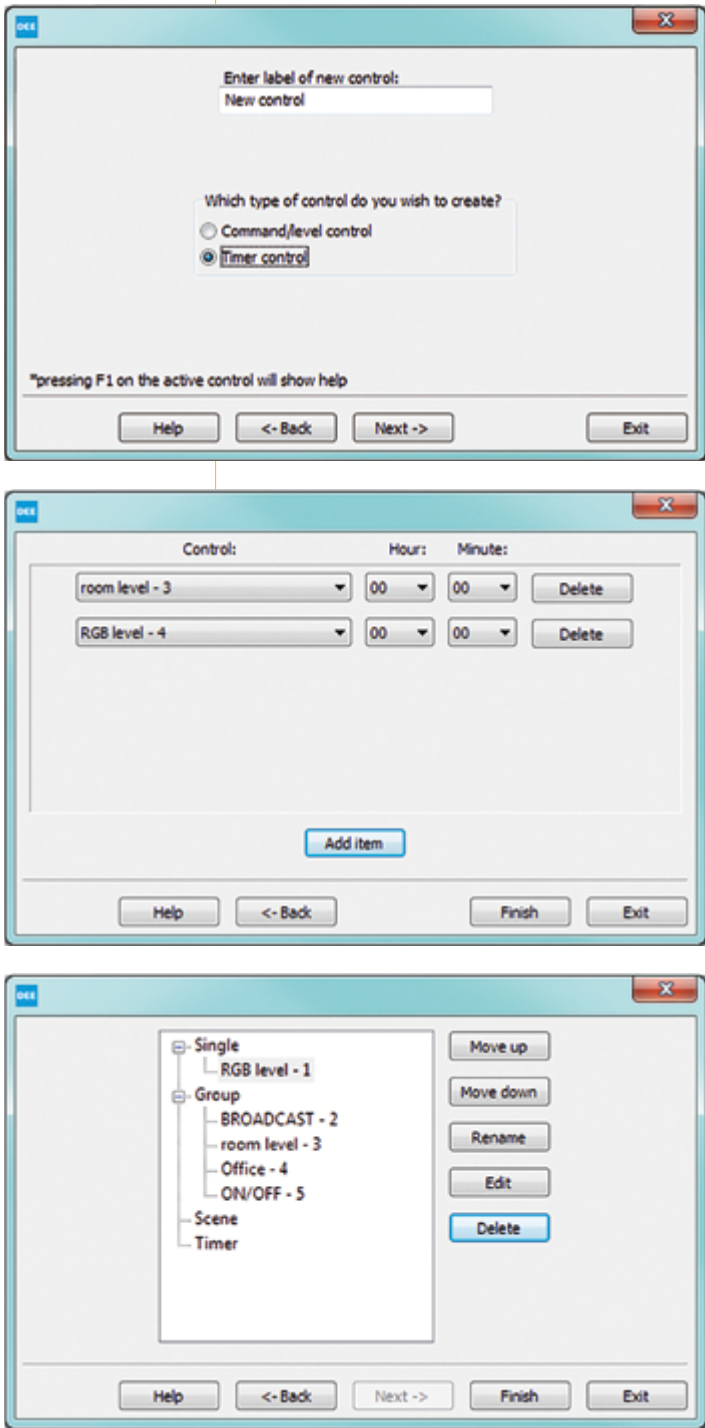 DEE X
Enter label of new control:
New control
Which type of control do you wish to create?
Command/level control
Timer control
*pressing F1 on the active control will show help
Help <- Back Next -> Exit
DEE X
Control: Hour: Minute:
room level - 3 00 00 Delete
RGB level - 4 00 00 Delete
Add item
Help <- Back Finish Exit
DEE X
Single Move up
RGB level - 1
Group Move down
BROADCAST - 2
room level - 3 Rename
Office - 4 Edit
ON/OFF - 5
Scene Delete
Timer
Help <- Back Next -> Finish Exit